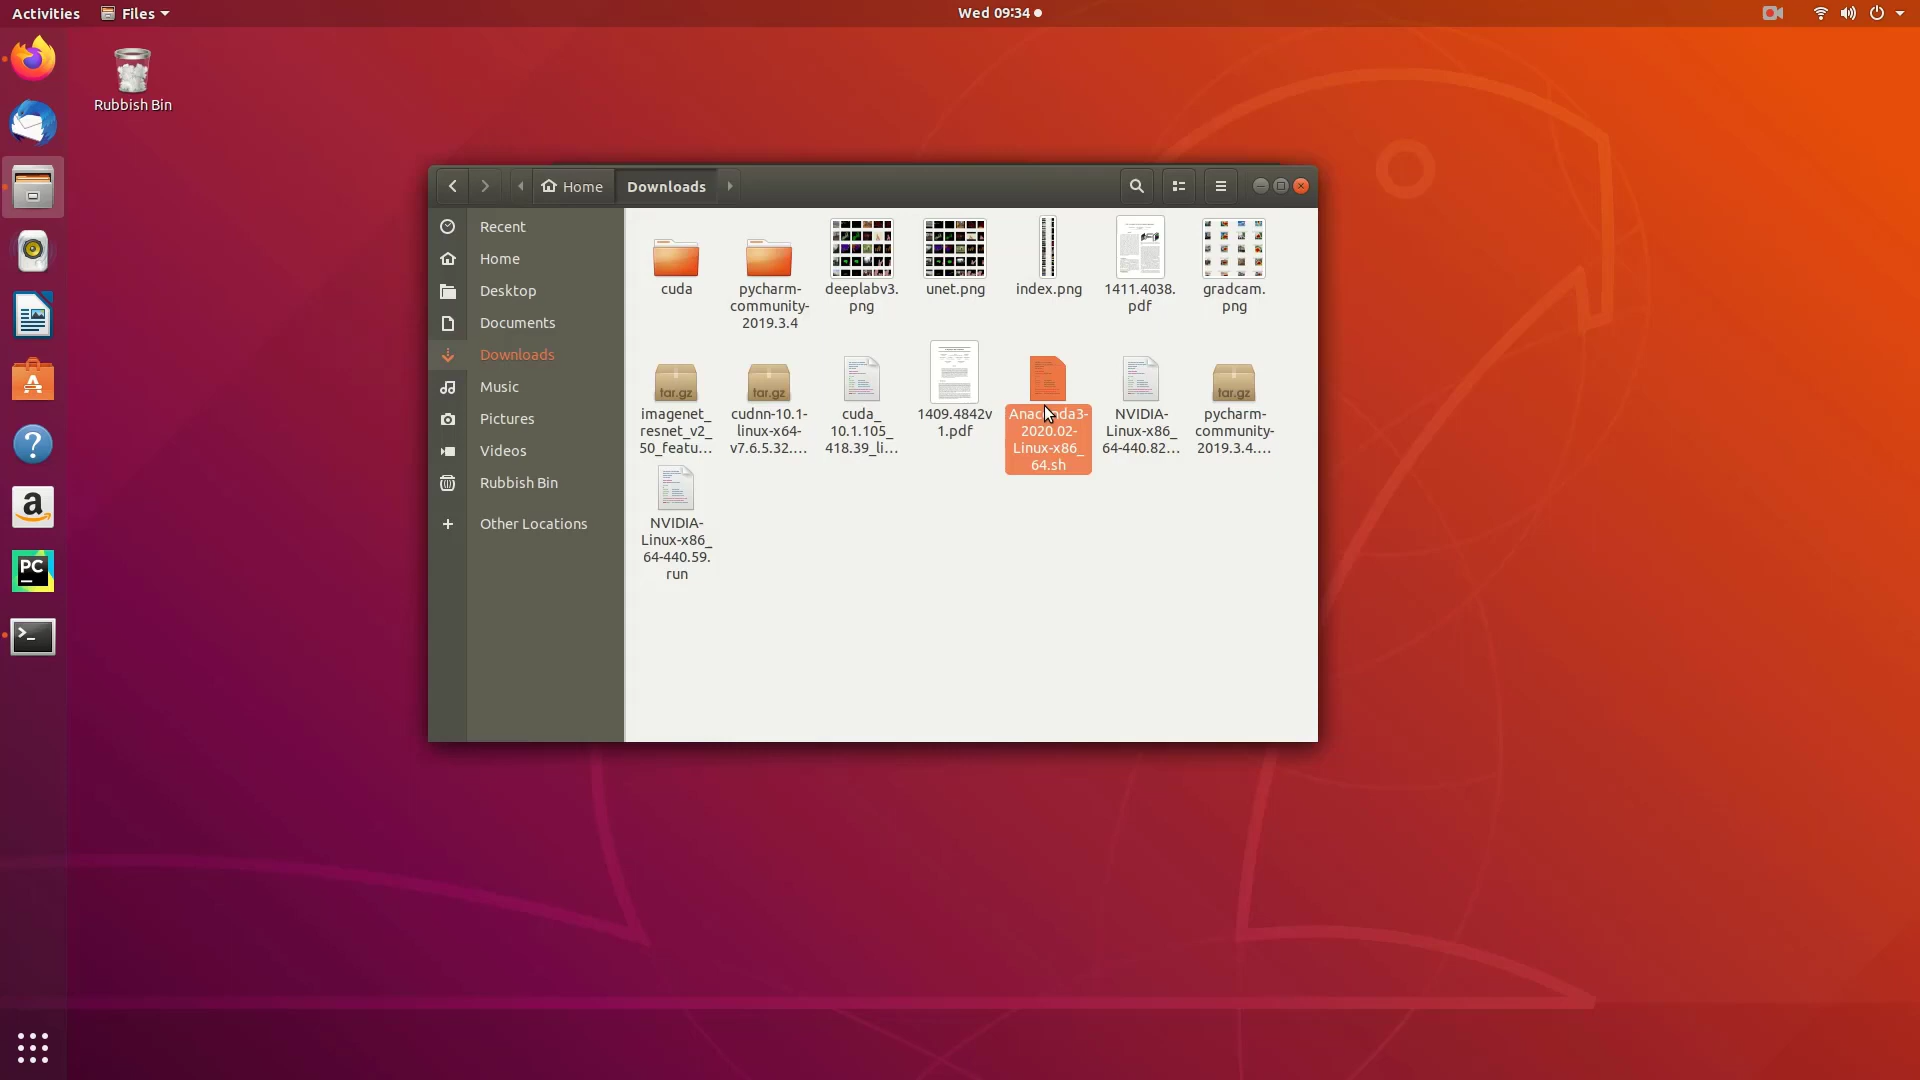 Activities
Files
Wed 09:34
Rubbish Bin
Home
Downloads
Recent
Home
Desktop
Documents
Downloads
Music
Pictures
Videos
Rubbish Bin
Other Locations
cuda
pycharm-
community-
2019.3.4
deeplabv3.
png
unet.png
index.png
1411.4038.
pdf
gradcam.
png
tar.gz
imagenet_
resnet_v2_
50_featu...
tar.gz
cudnn-10.1-
linux-x64-
v7.6.5.32....
cuda_
10.1.105_
418.39_li...
1409.4842v
1.pdf
Anaconda3-
2020.02-
Linux-x86_
64.sh
NVIDIA-
Linux-x86_
64-440.82...
tar.gz
pycharm-
community-
2019.3.4....
NVIDIA-
Linux-x86_
64-440.59.
run
PC